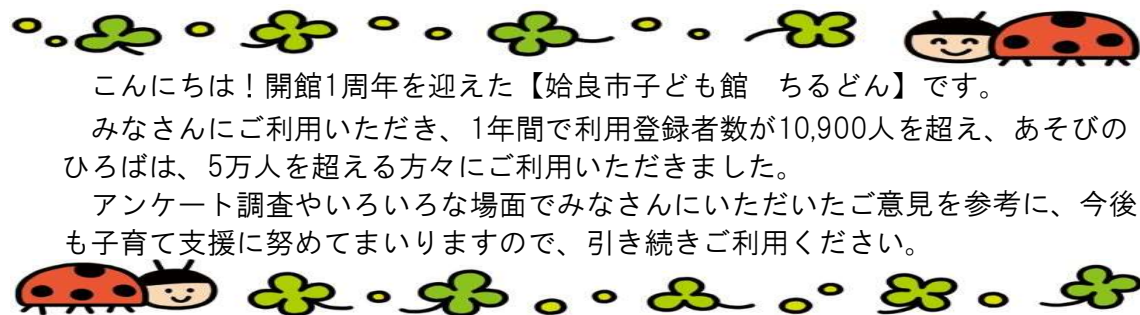 こんにちは！開館1周年を迎えた【姶良市子ども館　ちるどん】です。
みなさんにご利用いただき、1年間で利用登録者数が10,900人を超え、あそびの
ひろばは、5万人を超える方々にご利用いただきました。
アンケート調査やいろいろな場面でみなさんにいただいたご意見を参考に、今後
も子育て支援に努めてまいりますので、引き続きご利用ください。